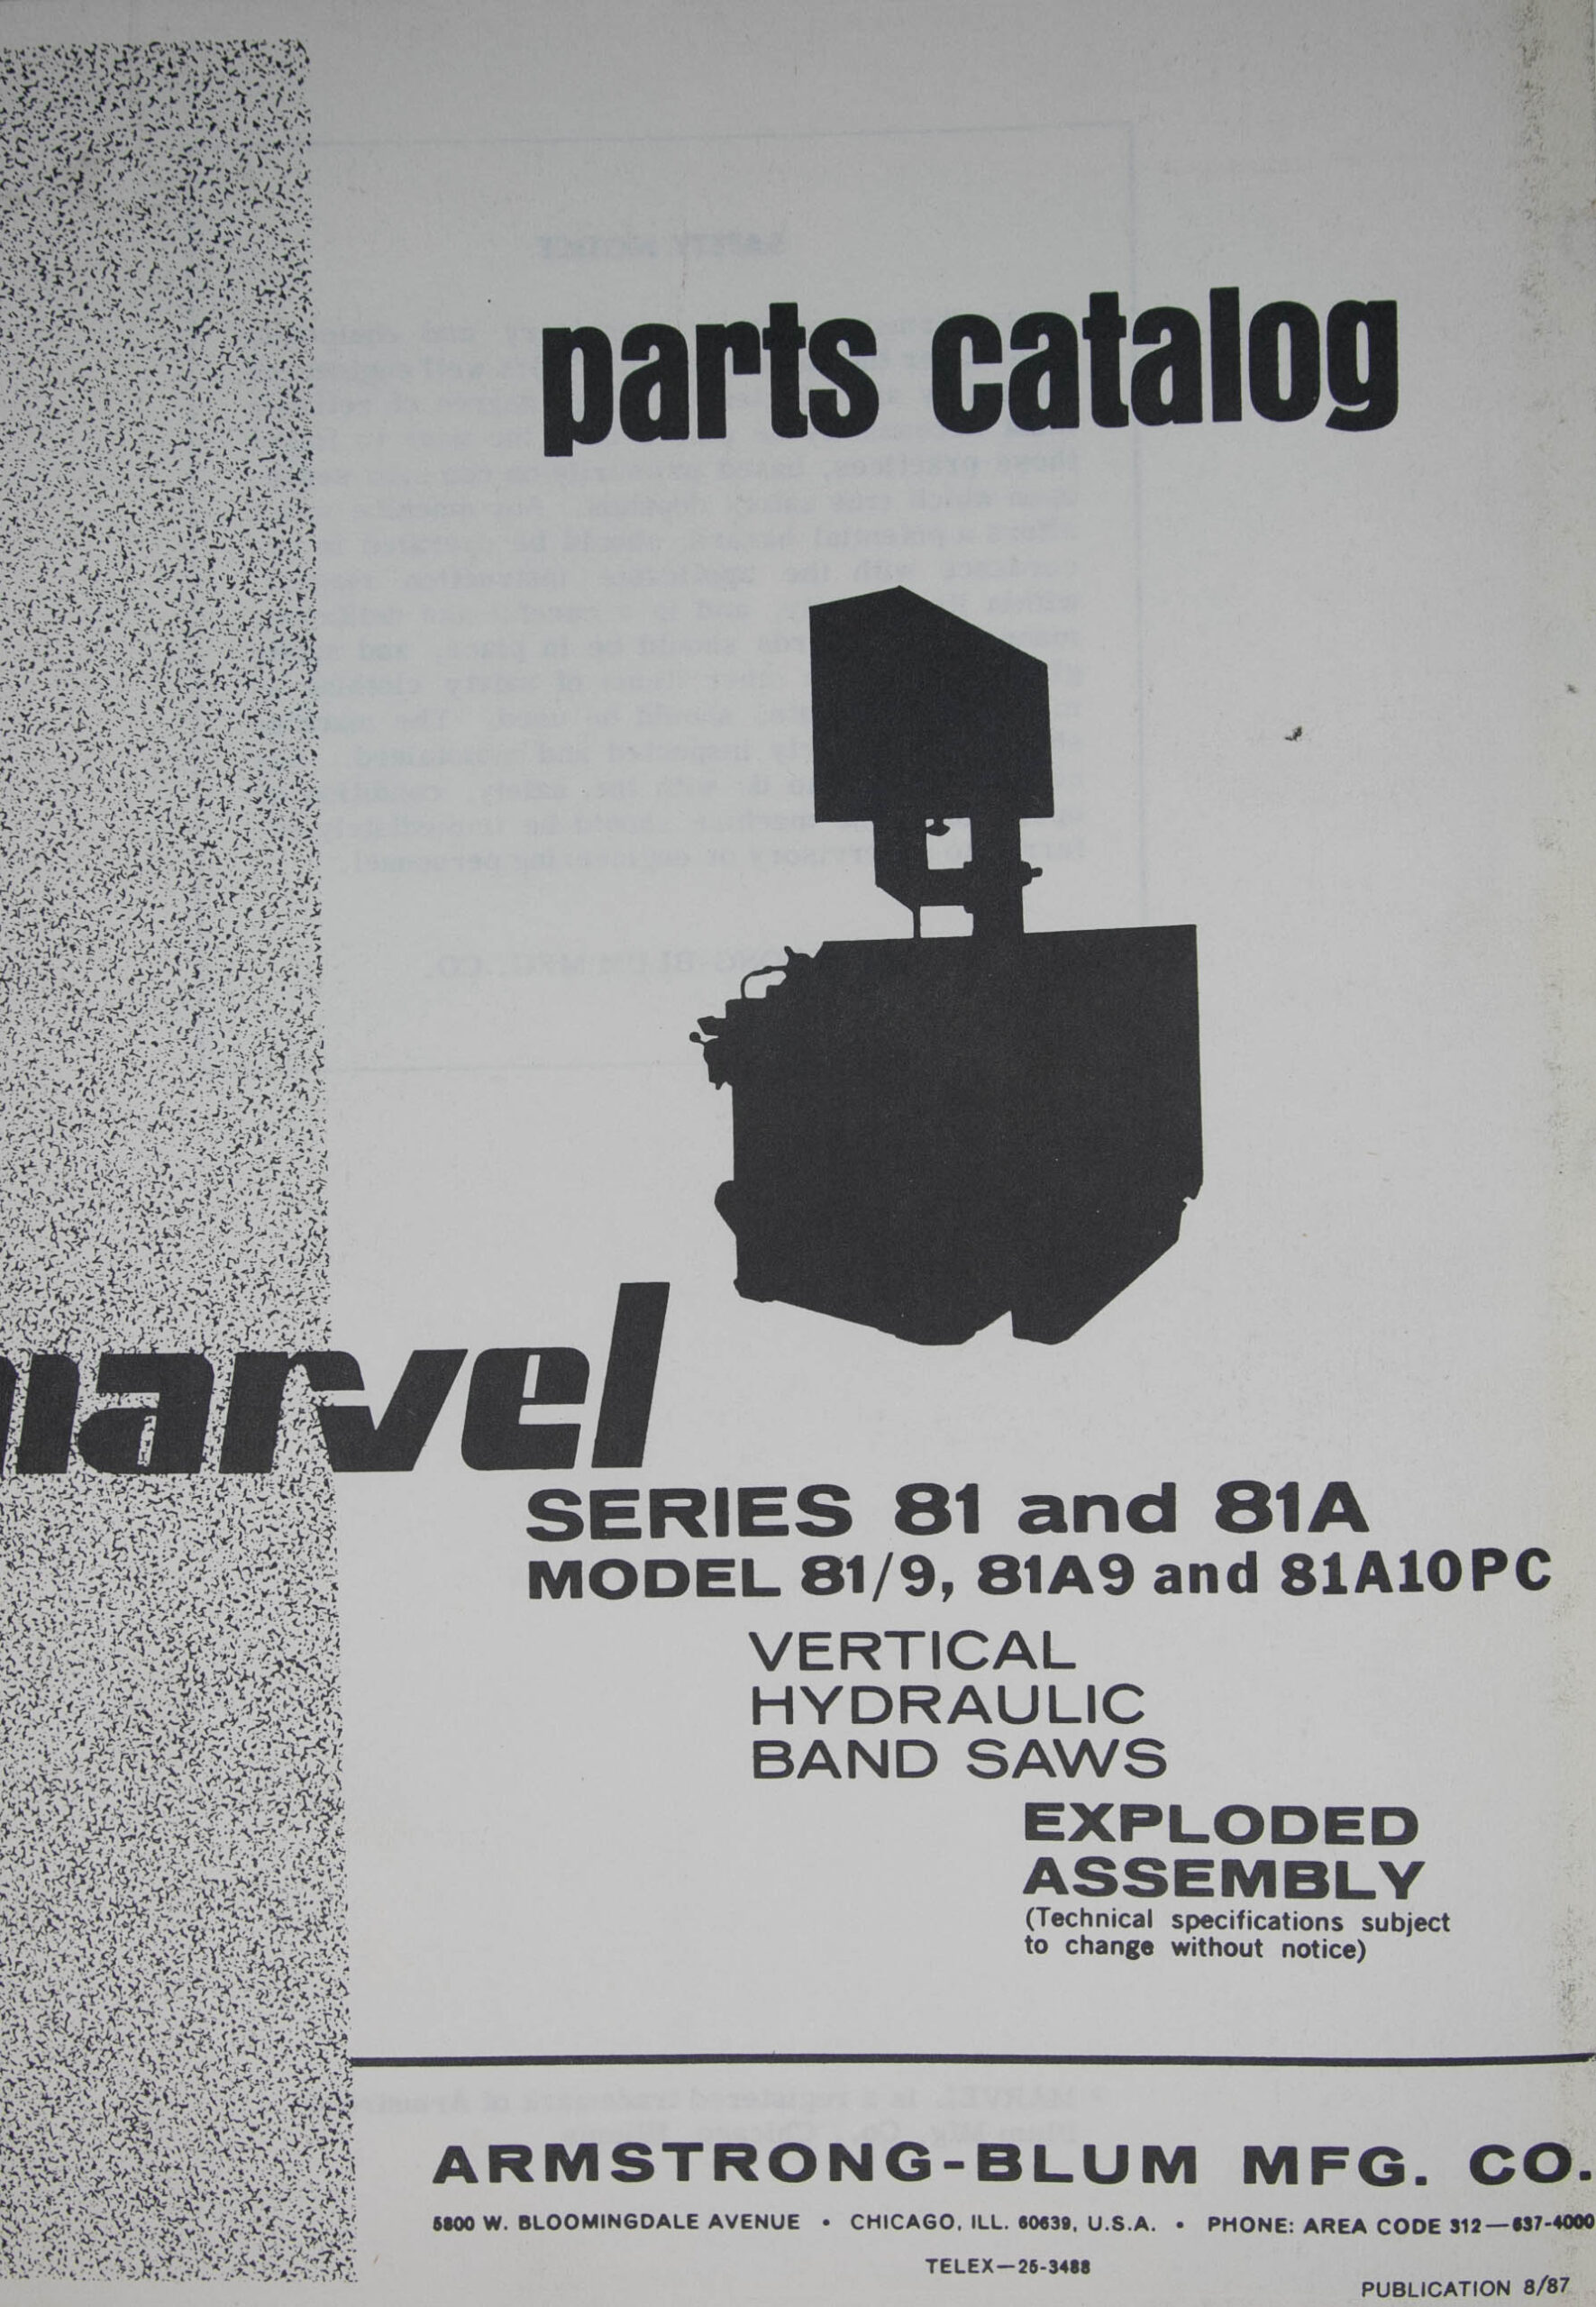 parts catalog
marvel
SERIES 81 and 81A
MODEL 81/9, 81A9 and 81A10PC
VERTICAL
HYDRAULIC
BAND SAWS
EXPLODED
ASSEMBLY
(Technical specifications subject
to change without notice)
ARMSTRONG-BLUM MFG. CO.
5800 W. BLOOMINGDALE AVENUE • CHICAGO, ILL. 60639, U.S.A. • PHONE: AREA CODE 312—637-4000
TELEX—25-3488
PUBLICATION 8/87